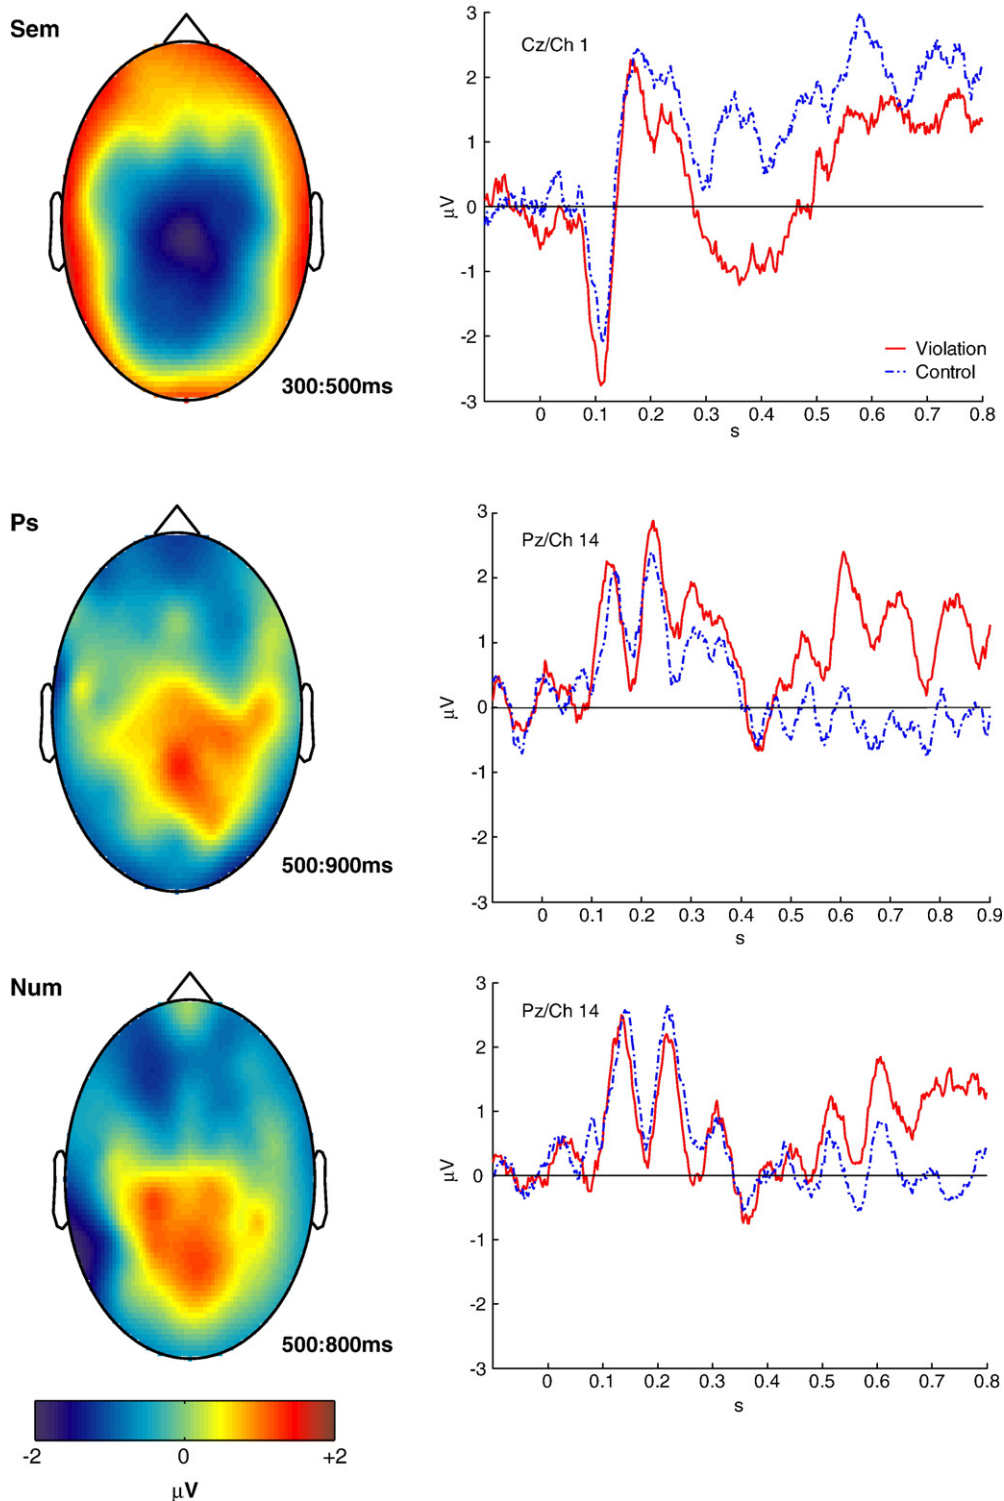 Sem
300:500ms
Cz/Ch 1
3
2
1
0
-1
-2
-3
µV
Violation
Control
0 0.1 0.2 0.3 0.4 0.5 0.6 0.7 0.8
s
Ps
500:900ms
Pz/Ch 14
3
2
1
0
-1
-2
-3
µV
0 0.1 0.2 0.3 0.4 0.5 0.6 0.7 0.8 0.9
s
Num
500:800ms
Pz/Ch 14
3
2
1
0
-1
-2
-3
µV
0 0.1 0.2 0.3 0.4 0.5 0.6 0.7 0.8
s
-2 0 +2
µV